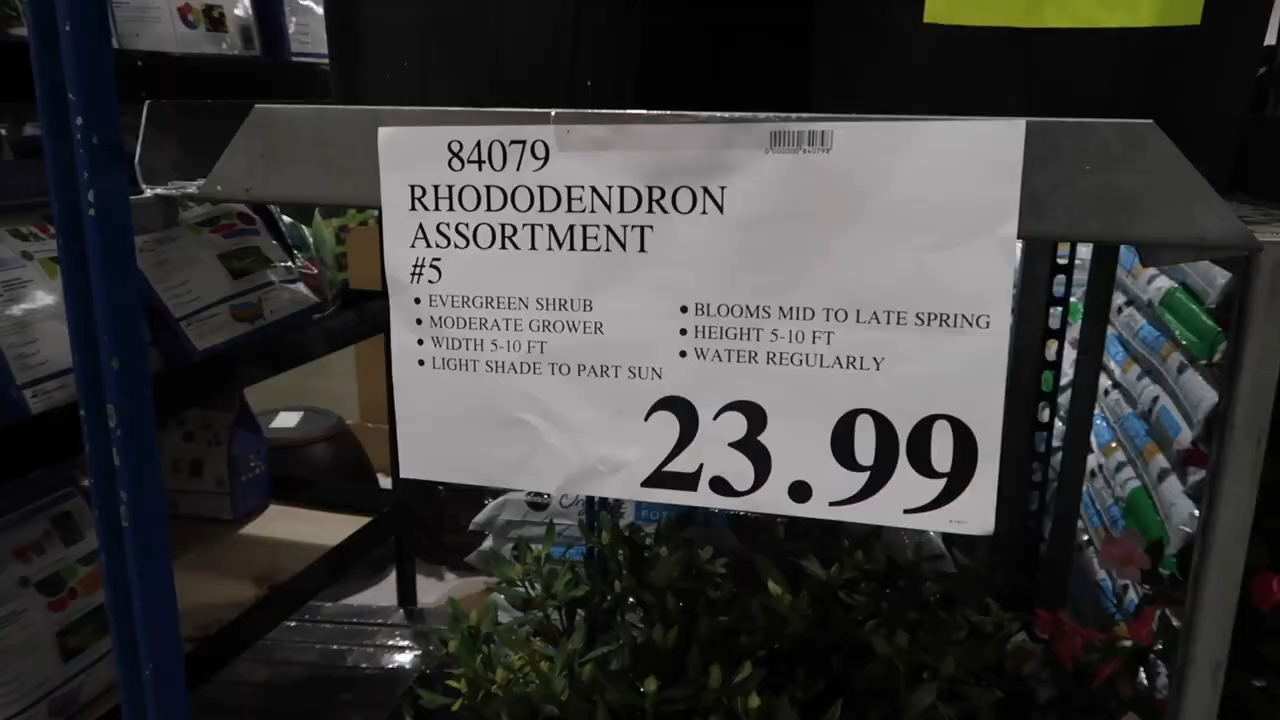 84079
RHODODENDRON
ASSORTMENT
#5
• EVERGREEN SHRUB
• MODERATE GROWER
• WIDTH 5-10 FT
• LIGHT SHADE TO PART SUN
• BLOOMS MID TO LATE SPRING
• HEIGHT 5-10 FT
• WATER REGULARLY
23.99